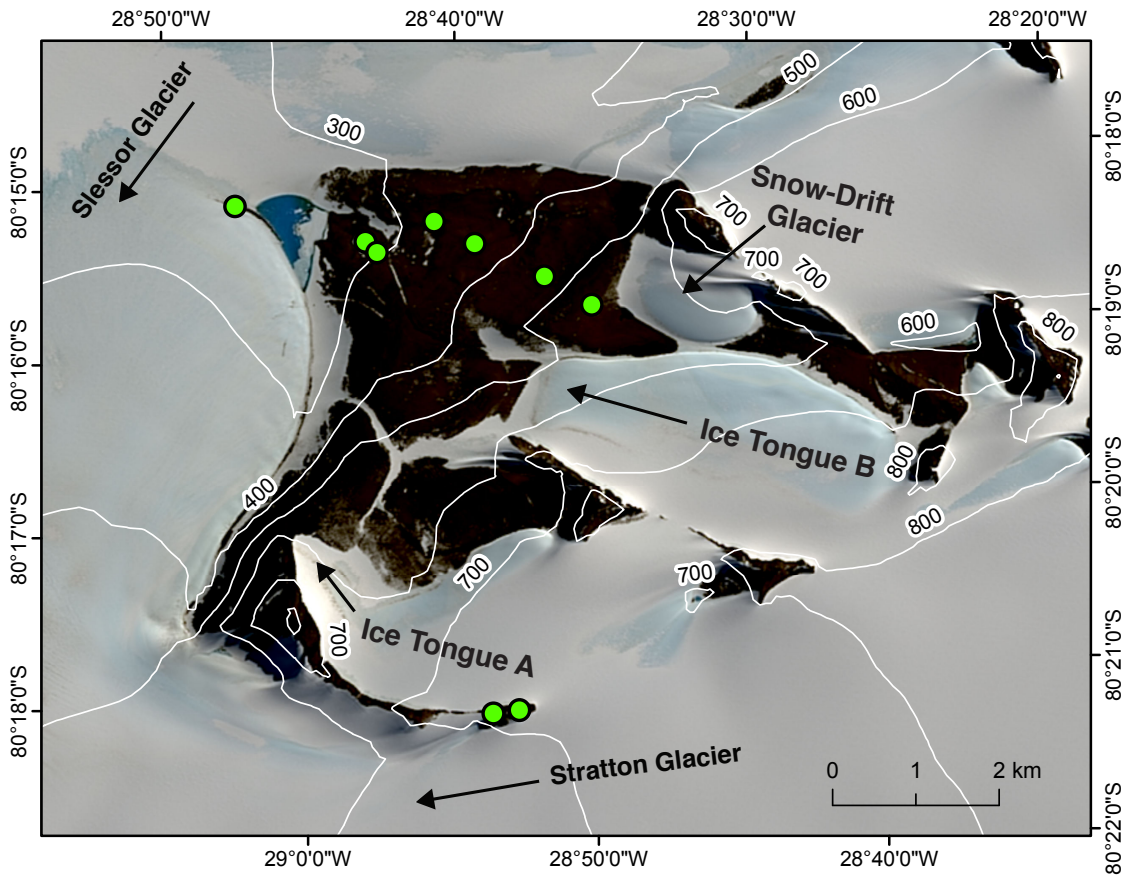 28°50'0"W
28°40'0"W
28°30'0"W
28°20'0"W
500
600
300
Slessor Glacier
80°18'0"S
80°15'0"S
Snow-Drift
Glacier
700
700
700
80°19'0"S
600
800
80°16'0"S
Ice Tongue B
800
80°20'0"S
400
800
80°17'0"S
700
700
Ice Tongue A
700
80°21'0"S
80°18'0"S
Stratton Glacier
0 1 2 km
80°22'0"S
29°0'0"W
28°50'0"W
28°40'0"W